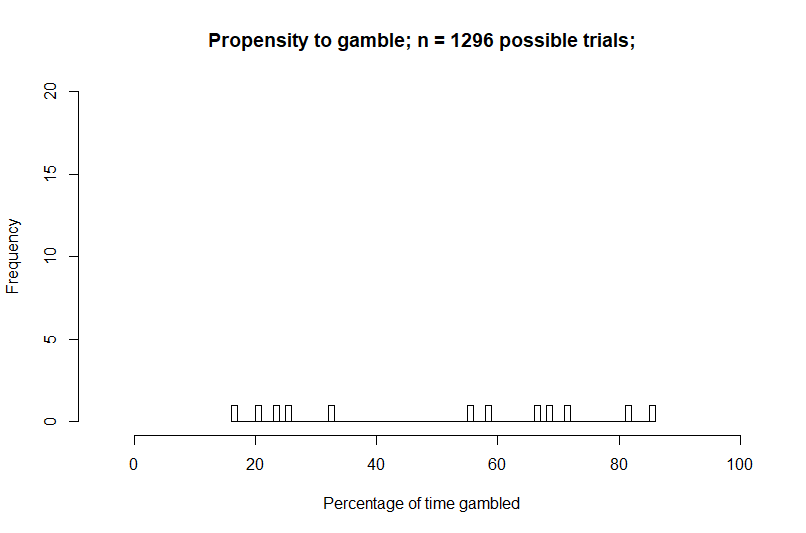 Propensity to gamble; n = 1296 possible trials;
Frequency
20
15
10
5
0
0 20 40 60 80 100
Percentage of time gambled